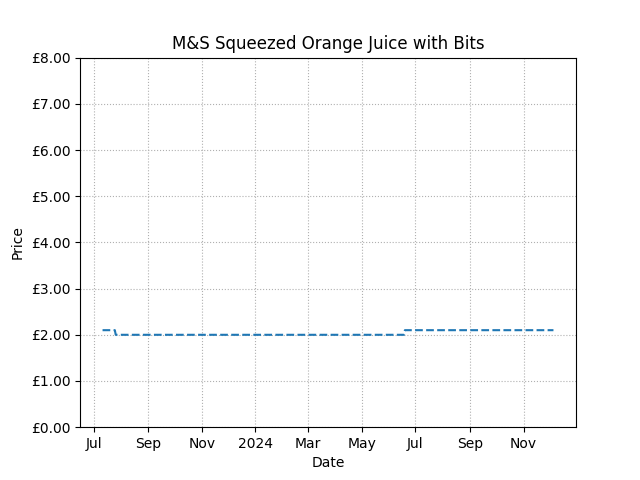 M&S Squeezed Orange Juice with Bits
£8.00
£7.00
£6.00
£5.00
£4.00
£3.00
£2.00
£1.00
£0.00
Price
Jul Sep Nov 2024 Mar May Jul Sep Nov
Date